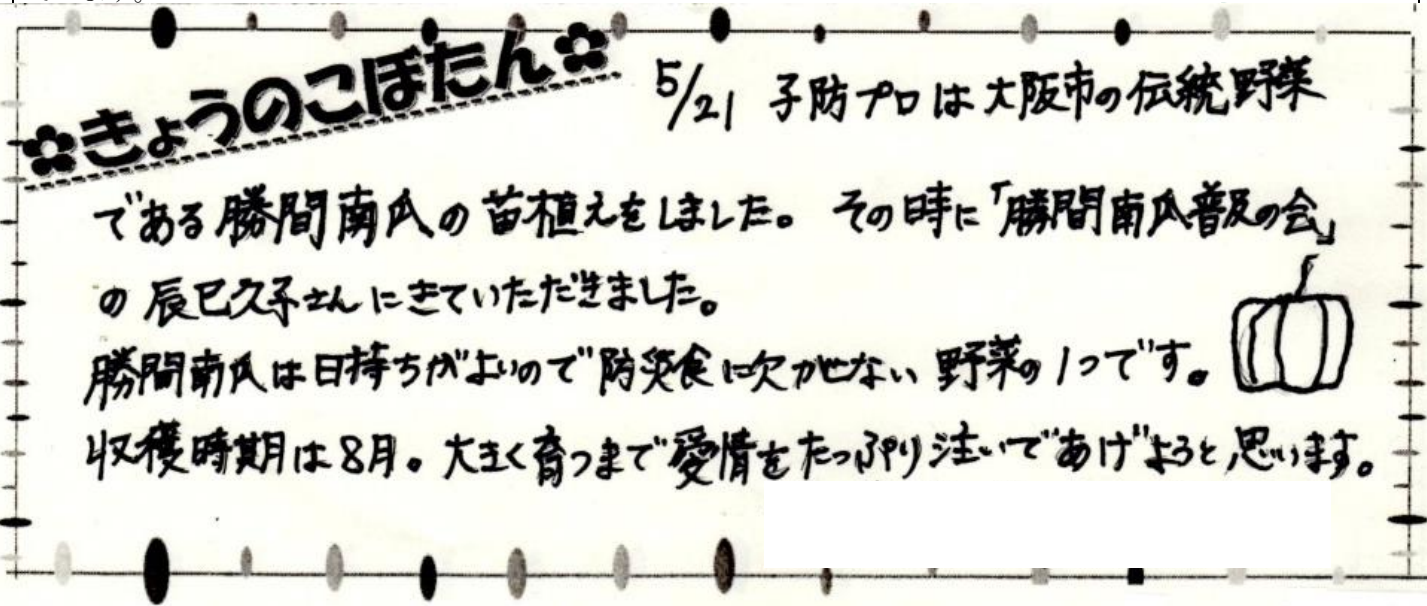 ✿きょうのこぼたん✿
5/21 予防プロは大阪市の伝統野菜
である勝間南瓜の苗植えをしました。その時に「勝間南瓜普及の会」
の辰巳久子さんにきていただきました。
勝間南瓜は日持ちがよいので防災食に欠かせない野菜の1つです。
収穫時期は8月。大きく育つまで愛情をたっぷり注いであげようと思います。